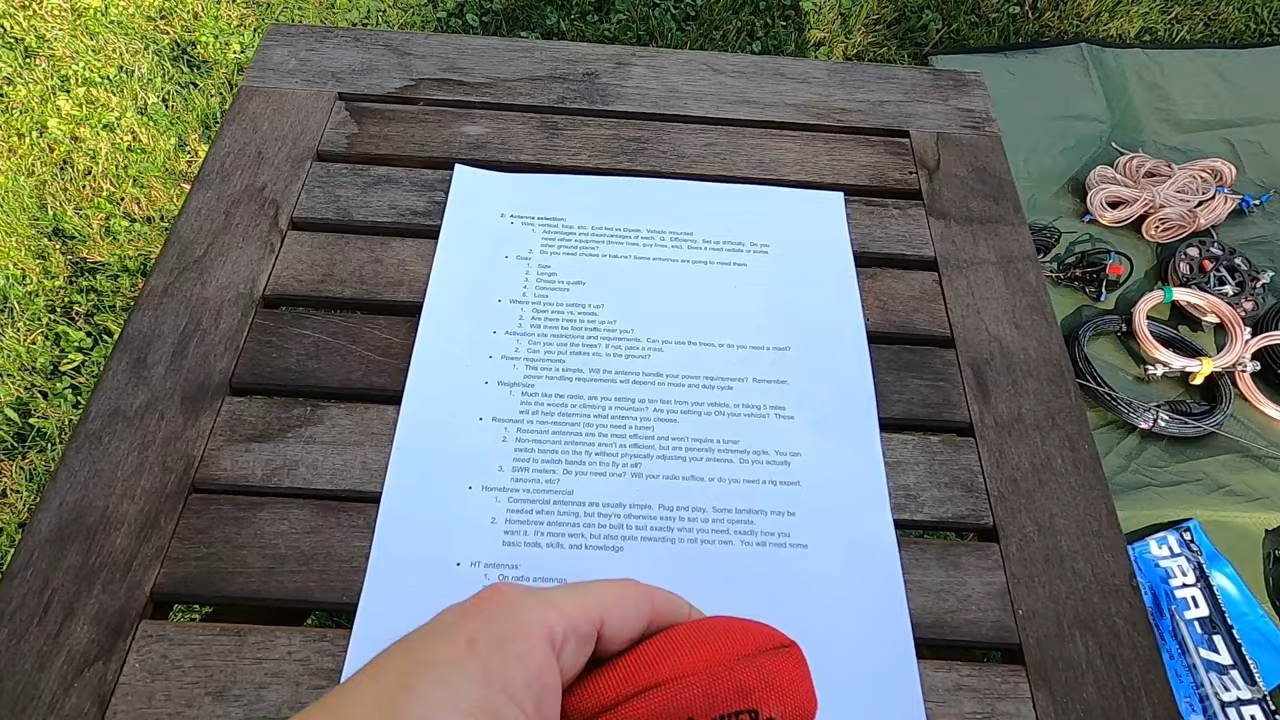 2: Antenna selection:
• Wire, vertical, loop, etc. End fed vs Dipole. Vehicle mounted
1. Advantages and disadvantages of each. Q. Efficiency. Set up difficulty. Do you
need other equipment (throw lines, guy lines, etc). Does it need radials or some
other ground plane?
2. Do you need chokes or baluns? Some antennas are going to need them
• Coax
1. Size
2. Length
3. Cheap vs quality
4. Connectors
5. Loss
• Where will you be setting it up?
1. Open area vs. woods.
2. Are there trees to set up in?
3. Will there be foot traffic near you?
• Activation site restrictions and requirements. Can you use the trees, or do you need a mast?
1. Can you use the trees? If not, pack a mast.
2. Can you put stakes etc. in the ground?
• Power requirements
1. This one is simple. Will the antenna handle your power requirements? Remember,
power handling requirements will depend on mode and duty cycle
• Weight/size
1. Much like the radio, are you setting up ten feet from your vehicle, or hiking 5 miles
into the woods or climbing a mountain? Are you setting up ON your vehicle? These
will all help determine what antenna you choose.
• Resonant vs non-resonant (do you need a tuner)
1. Resonant antennas are the most efficient and won't require a tuner
2. Non-resonant antennas aren't as efficient, but are generally extremely agile. You can
switch bands on the fly without physically adjusting your antenna. Do you actually
need to switch bands on the fly at all?
3. SWR meters: Do you need one? Will your radio suffice, or do you need a rig expert,
nanovna, etc?
• Homebrew vs.commercial
1. Commercial antennas are usually simple. Plug and play. Some familiarity may be
needed when tuning, but they're otherwise easy to set up and operate.
2. Homebrew antennas can be built to suit exactly what you need, exactly how you
want it. It's more work, but also quite rewarding to roll your own. You will need some
basic tools, skills, and knowledge
• HT antennas:
1. On radio antennas
GRA-73